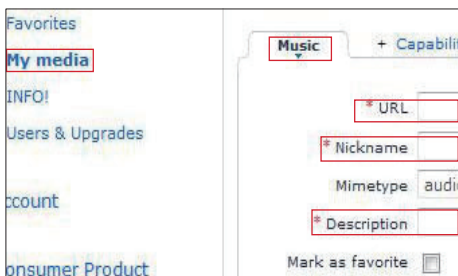 Favorites
My media
INFO!
Users & Upgrades
ccount
onsumer Product
Music
+ Capabilit
* URL
* Nickname
Mimetype audi
* Description
Mark as favorite